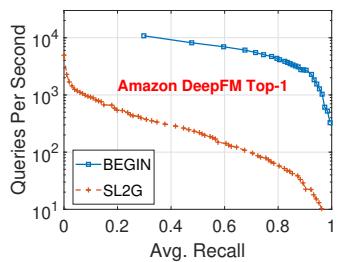 10^4
10^3
10^2
10^1
Queries Per Second
Amazon DeepFM Top-1
BEGIN
SL2G
0 0.2 0.4 0.6 0.8 1
Avg. Recall